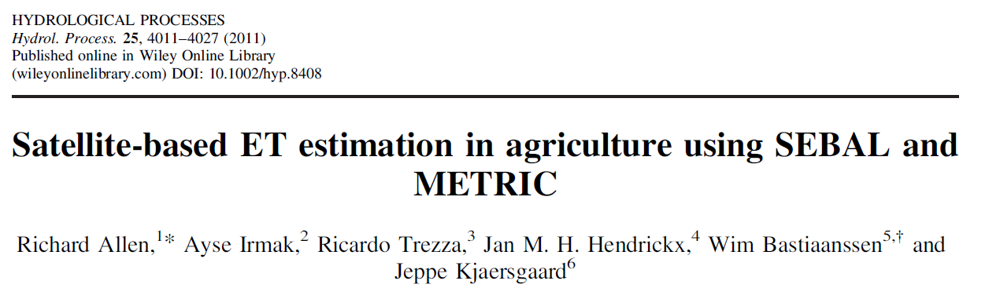 HYDROLOGICAL PROCESSES
Hydrol. Process. 25, 4011–4027 (2011)
Published online in Wiley Online Library
(wileyonlinelibrary.com) DOI: 10.1002/hyp.8408
Satellite-based ET estimation in agriculture using SEBAL and
METRIC
Richard Allen,1* Ayse Irmak,2 Ricardo Trezza,3 Jan M. H. Hendrickx,4 Wim Bastiaanssen5,† and
Jeppe Kjaersgaard6